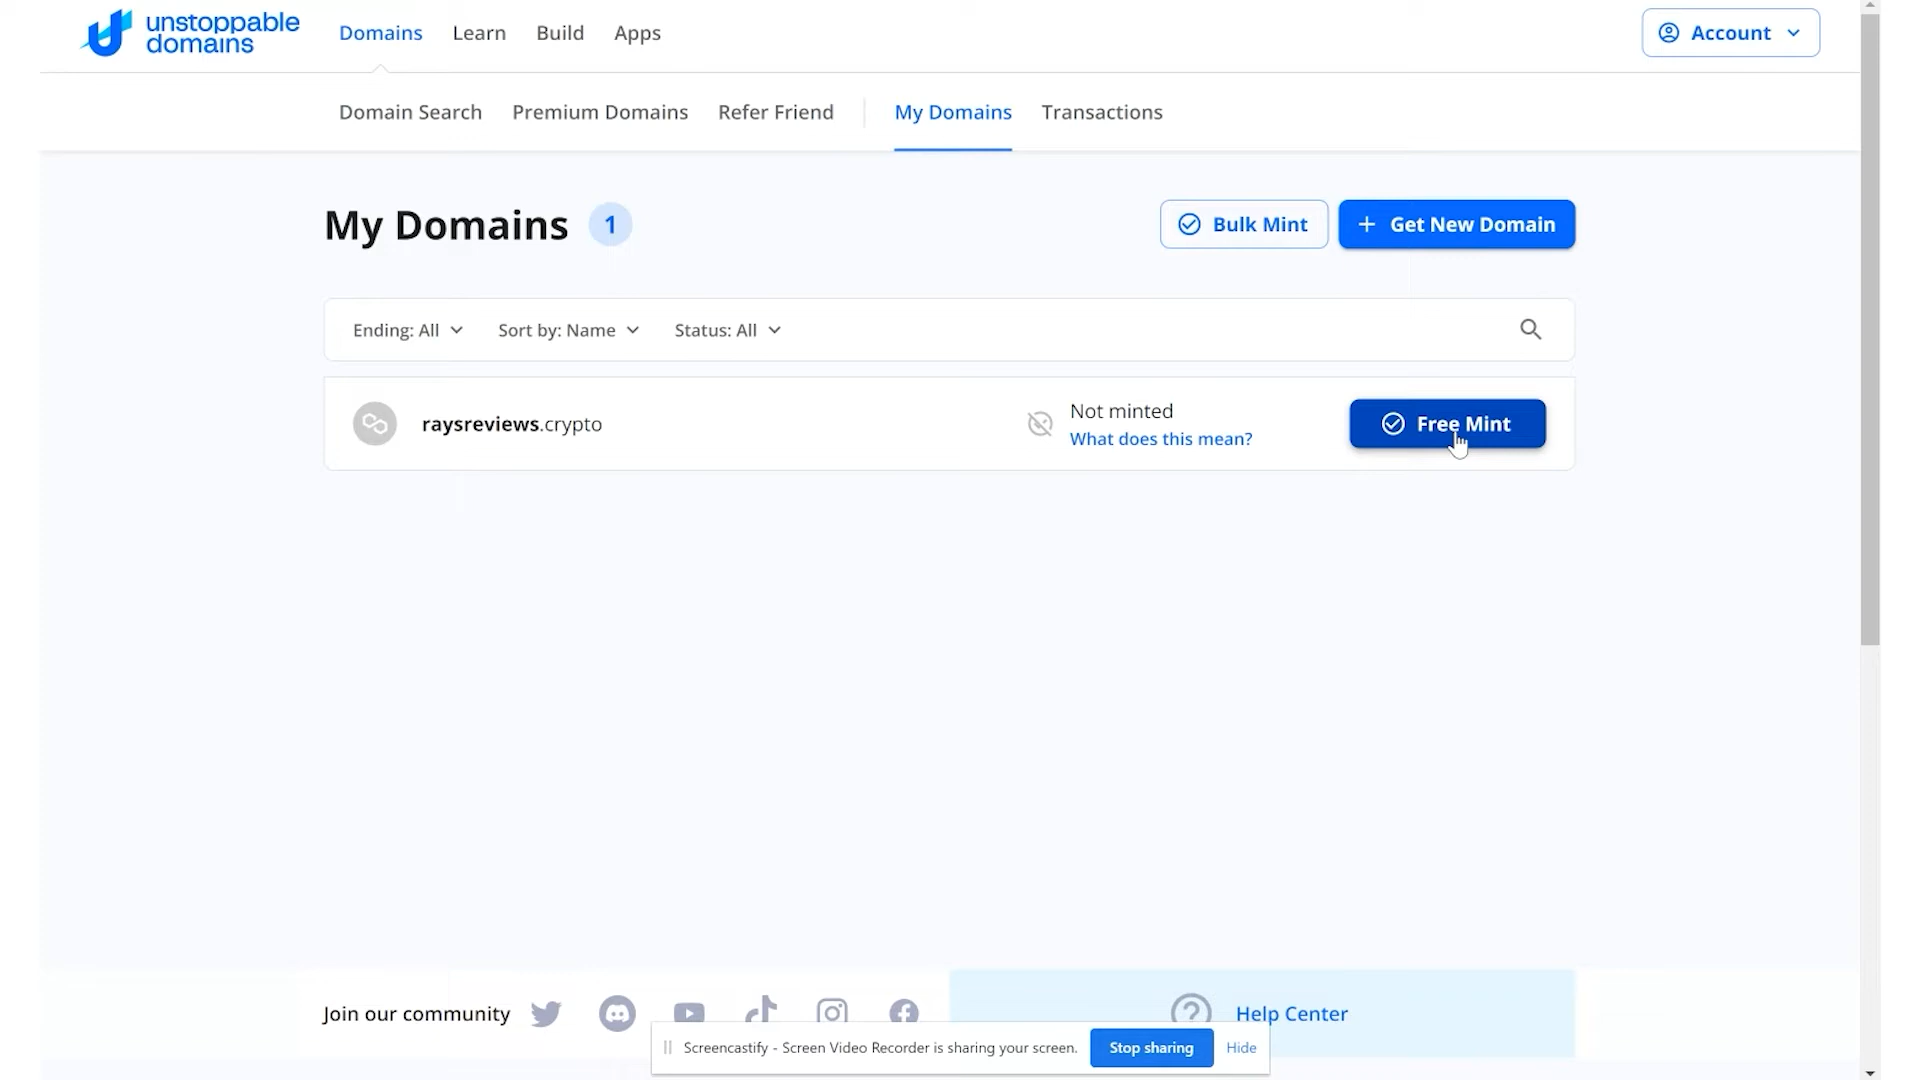 unstoppable
domains
Domains
Learn
Build
Apps
Account
Domain Search
Premium Domains
Refer Friend
My Domains
Transactions
My Domains
1
Bulk Mint
+ Get New Domain
Ending: All
Sort by: Name
Status: All
raysreviews.crypto
Not minted
What does this mean?
Free Mint
Join our community
Help Center
Screencastify - Screen Video Recorder is sharing your screen.
Stop sharing
Hide